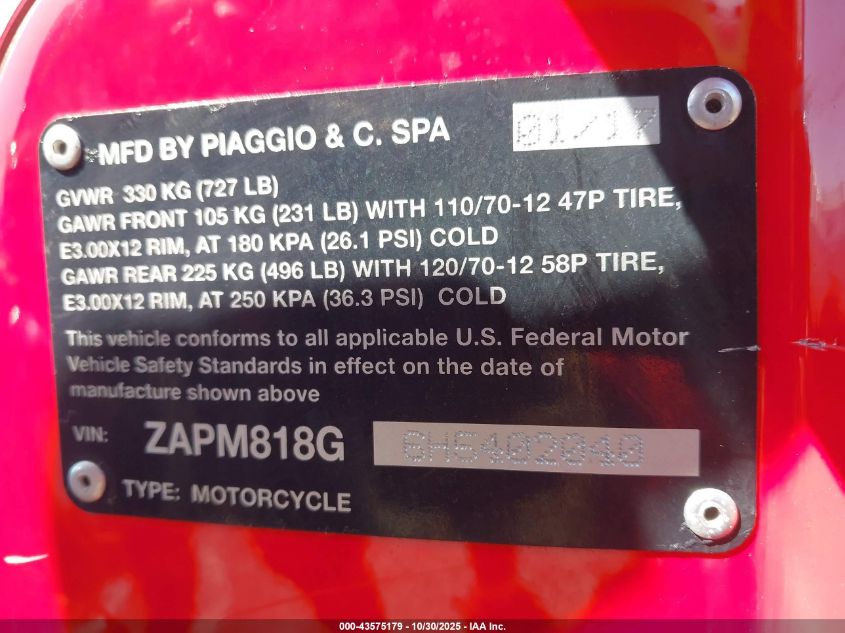 MFD BY PIAGGIO & C. SPA 01/17
GVWR 330 KG (727 LB)
GAWR FRONT 105 KG (231 LB) WITH 110/70-12 47P TIRE,
E3.00X12 RIM, AT 180 KPA (26.1 PSI) COLD
GAWR REAR 225 KG (496 LB) WITH 120/70-12 58P TIRE,
E3.00X12 RIM, AT 250 KPA (36.3 PSI) COLD
This vehicle conforms to all applicable U.S. Federal Motor
Vehicle Safety Standards in effect on the date of
manufacture shown above
VIN: ZAPM818G 6H5402040
TYPE: MOTORCYCLE
000-43575179 - 10/30/2025 - IAA Inc.